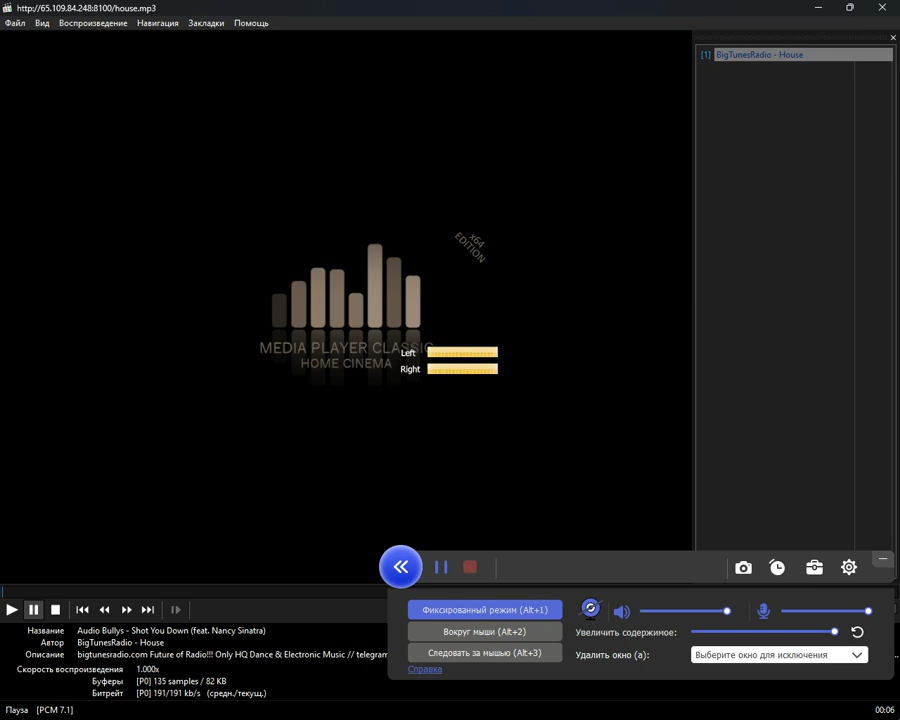 http://65.109.84.248:8100/house.mp3
Файл Вид Воспроизведение Навигация Закладки Помощь
[1] BigTunesRadio - House
x64
EDITION
MEDIA PLAYER CLASSIC
HOME CINEMA
Left
Right
Фиксированный режим (Alt+1)
Вокруг мыши (Alt+2)
Следовать за мышью (Alt+3)
Справка
Увеличить содержимое:
Удалить окно (а): Выберите окно для исключения
Название Audio Bullys - Shot You Down (feat. Nancy Sinatra)
Автор BigTunesRadio - House
Описание bigtunesradio.com Future of Radio!!! Only HQ Dance & Electronic Music // telegram
Скорость воспроизведения 1.000x
Буферы [P0] 135 samples / 82 KB
Битрейт [P0] 191/191 kb/s (средн./текущ.)
Пауза [PCM 7.1] 00:06